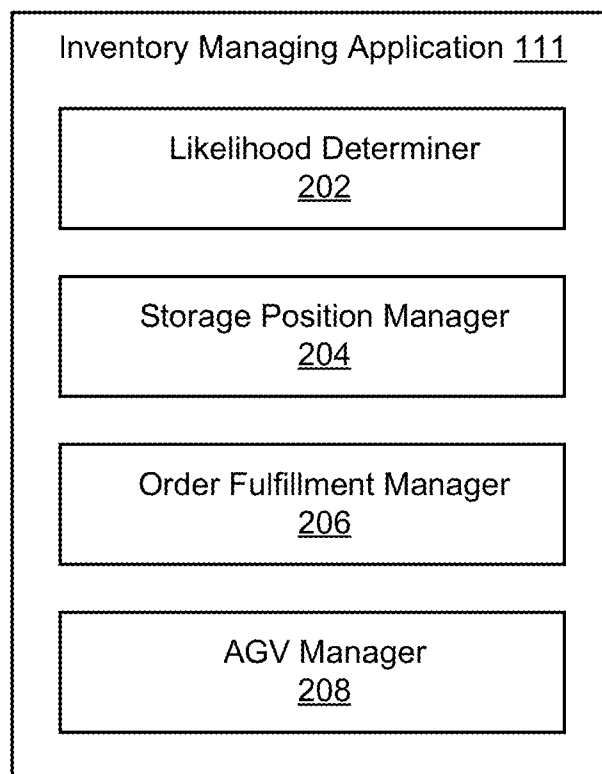 Inventory Managing Application 111
Likelihood Determiner
202
Storage Position Manager
204
Order Fulfillment Manager
206
AGV Manager
208